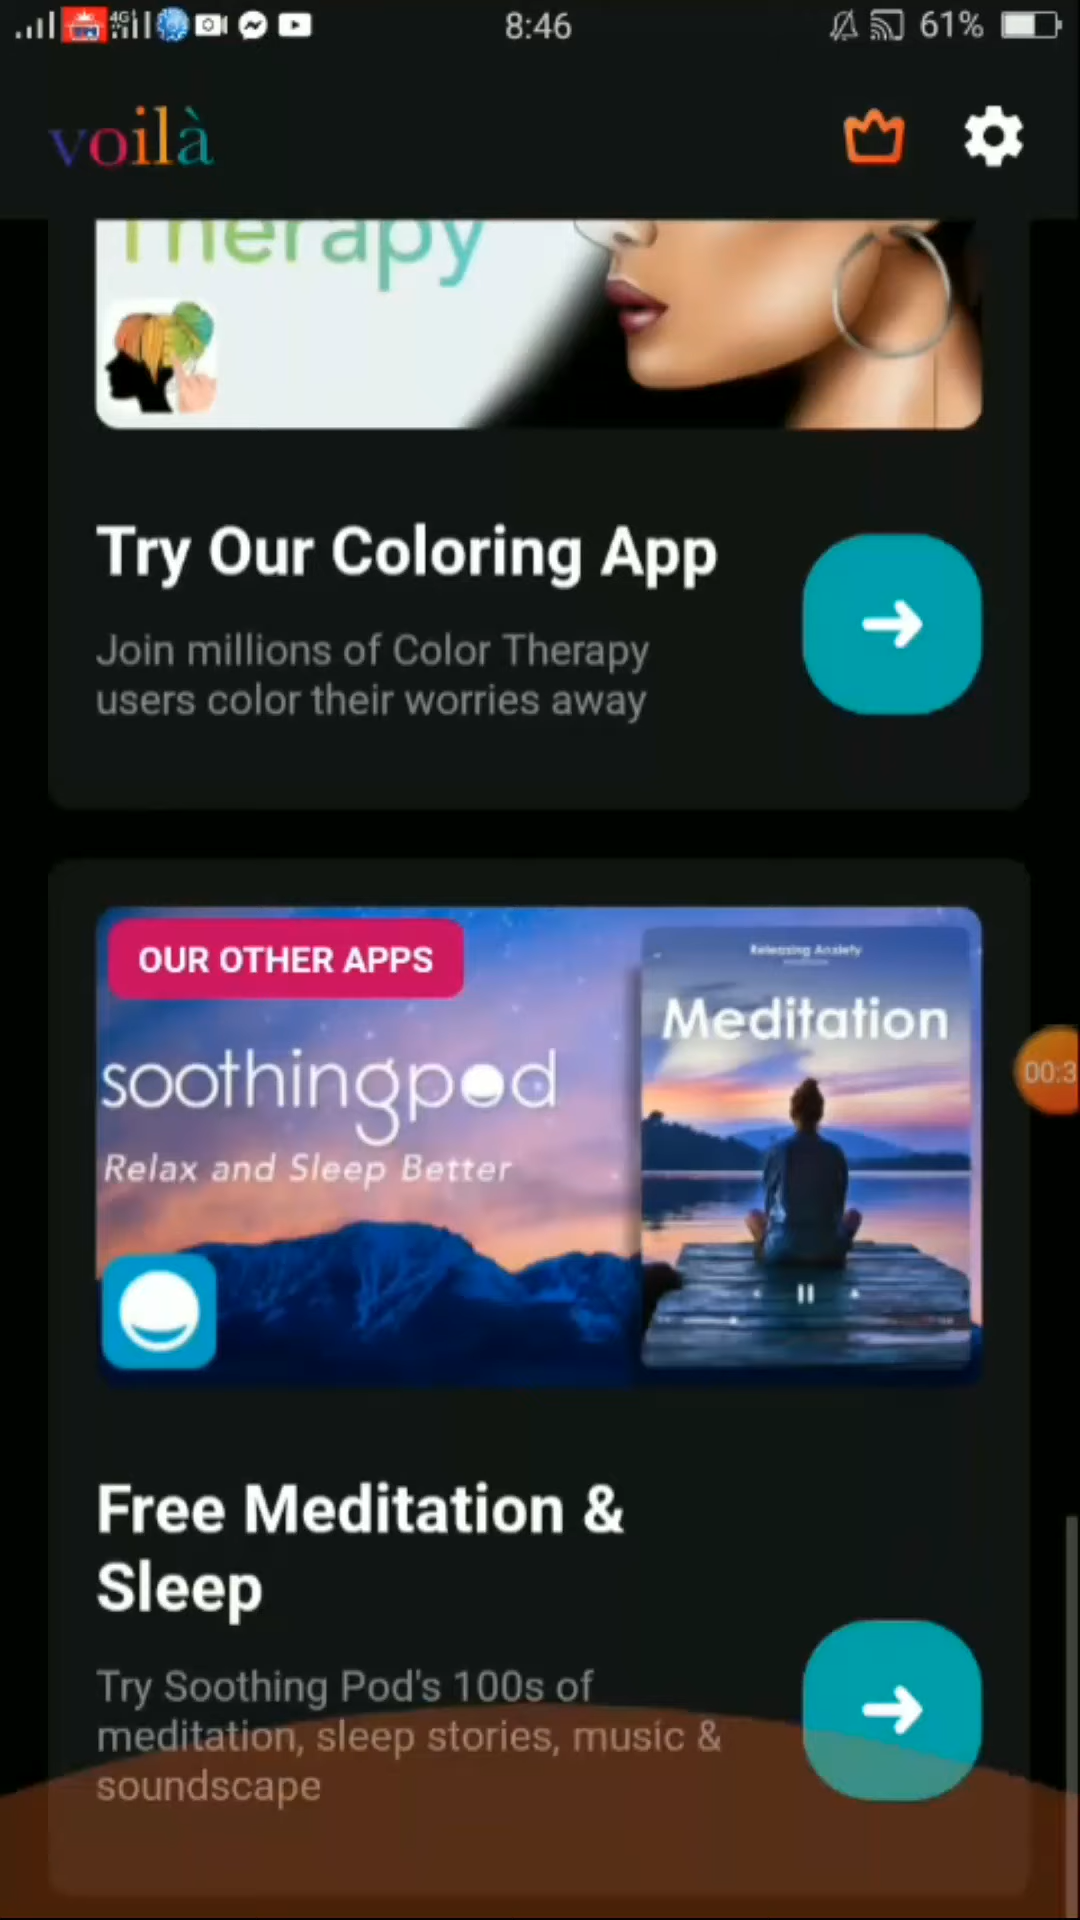 4G
8:46
61%
voilà
Therapy
Try Our Coloring App
Join millions of Color Therapy
users color their worries away
OUR OTHER APPS
Releasing Anxiety
Meditation
soothingpod
Relax and Sleep Better
00:3
Free Meditation &
Sleep
Try Soothing Pod's 100s of
meditation, sleep stories, music &
soundscape